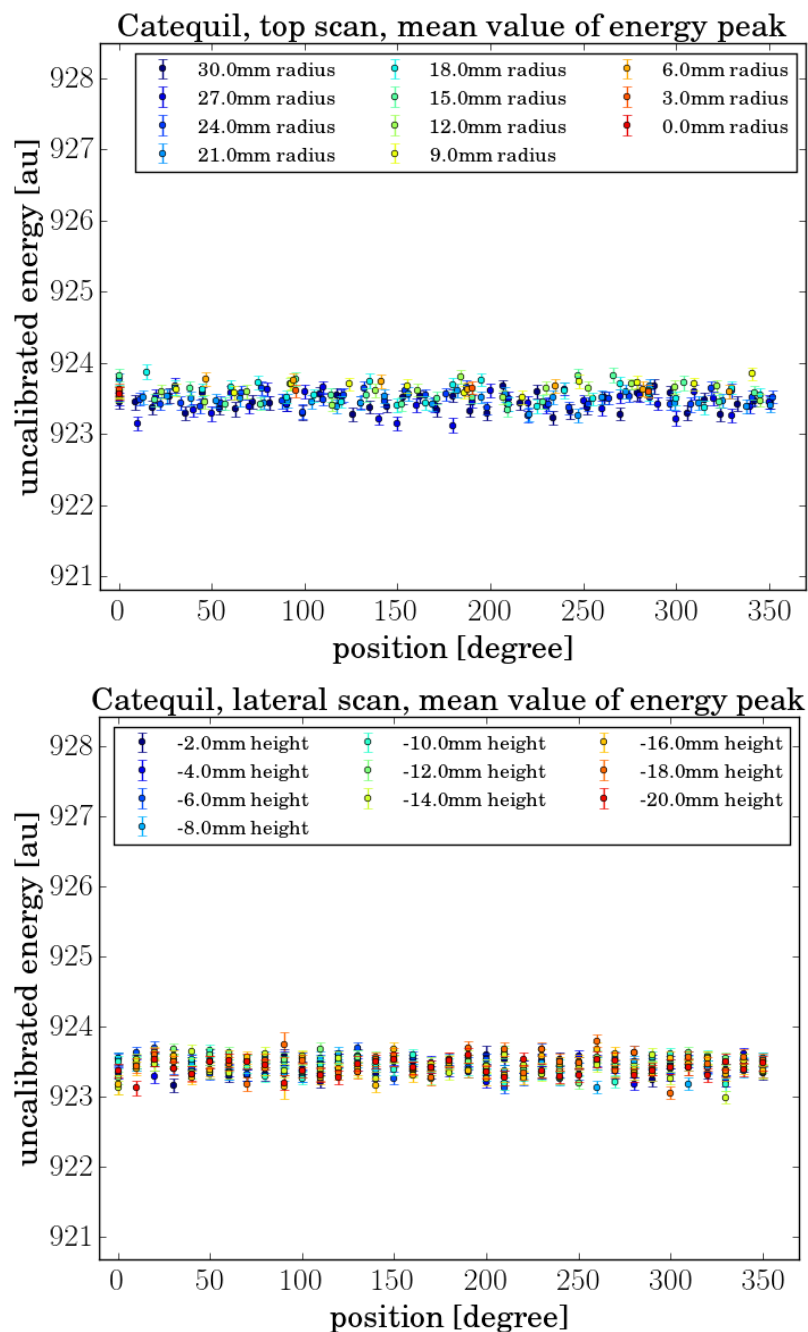 Catequil, top scan, mean value of energy peak
30.0mm radius
27.0mm radius
24.0mm radius
21.0mm radius
18.0mm radius
15.0mm radius
12.0mm radius
9.0mm radius
6.0mm radius
3.0mm radius
0.0mm radius
uncalibrated energy [au]
928
927
926
925
924
923
922
921
0 50 100 150 200 250 300 350
position [degree]
Catequil, lateral scan, mean value of energy peak
-2.0mm height
-4.0mm height
-6.0mm height
-8.0mm height
-10.0mm height
-12.0mm height
-14.0mm height
-16.0mm height
-18.0mm height
-20.0mm height
uncalibrated energy [au]
928
927
926
925
924
923
922
921
0 50 100 150 200 250 300 350
position [degree]